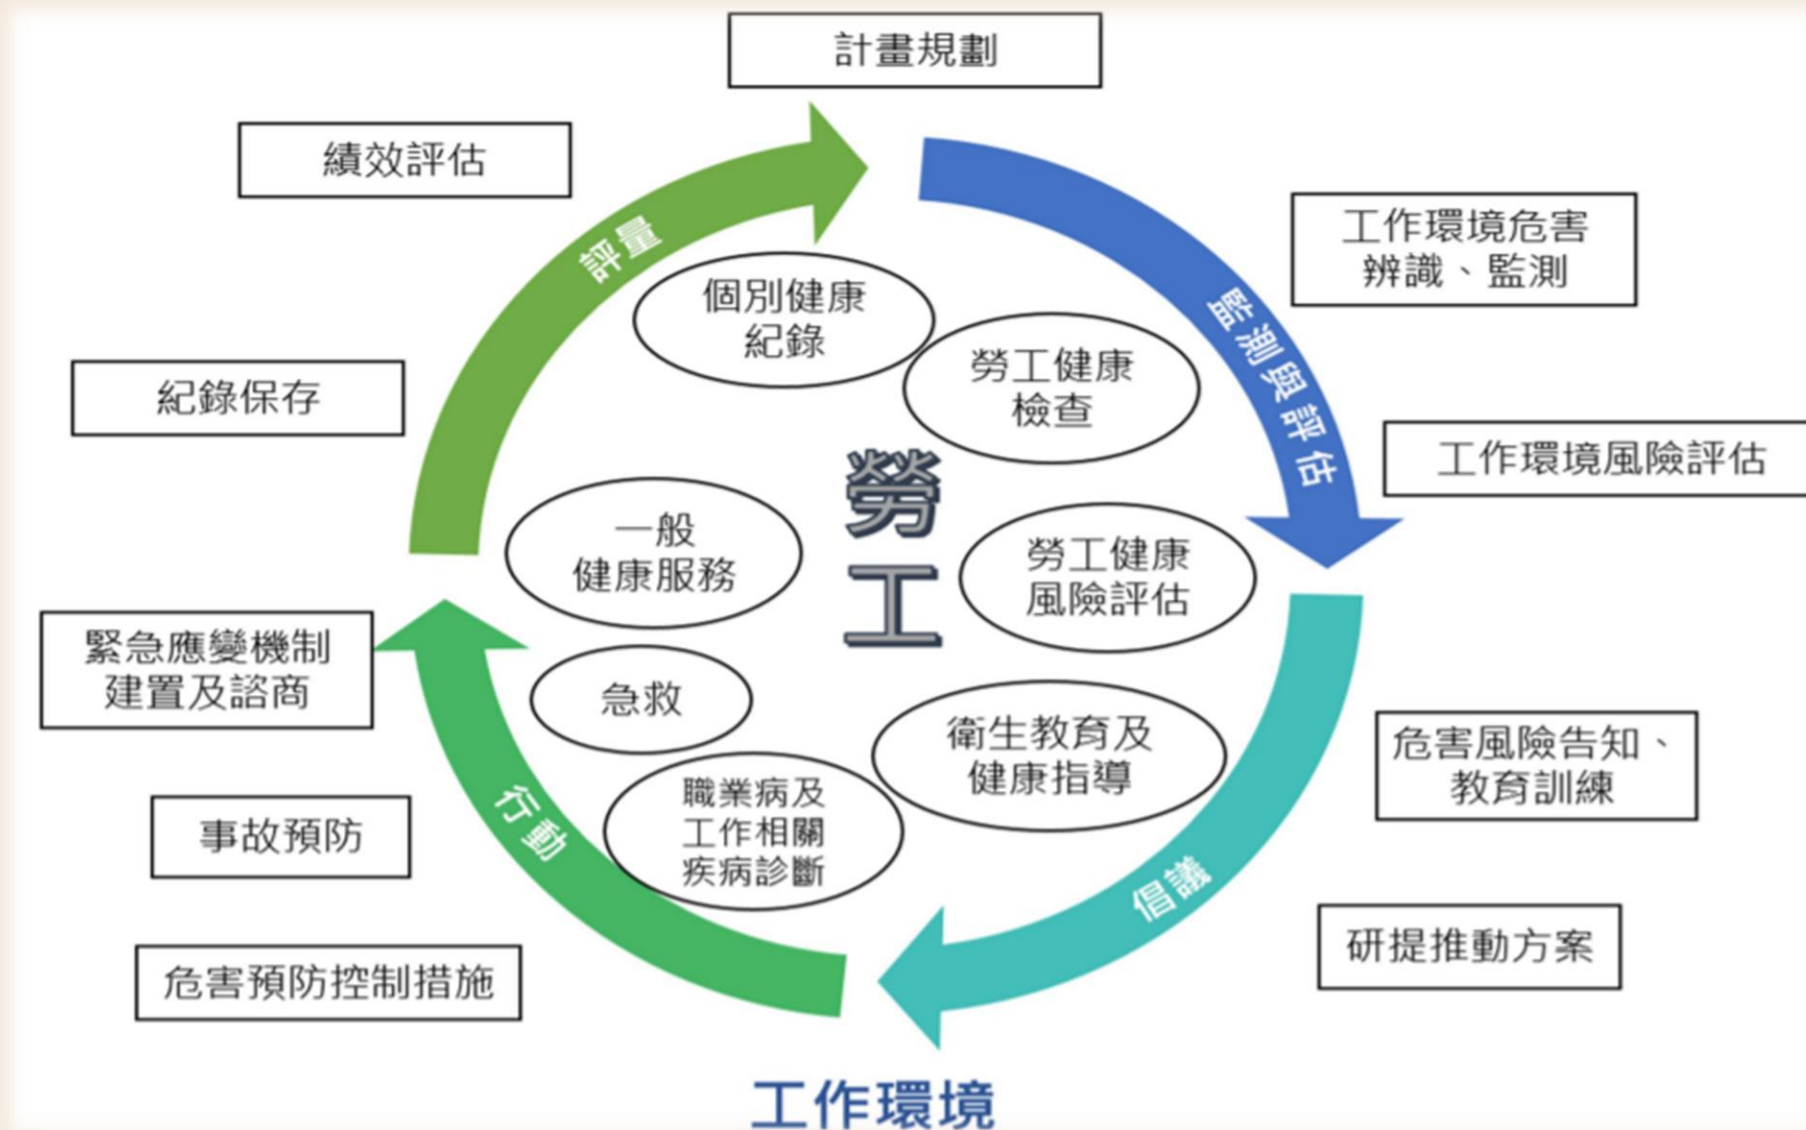 計畫規劃
績效評估
工作環境危害
辨識、監測
評量
監測與評估
個別健康
紀錄
勞工健康
檢查
紀錄保存
工作環境風險評估
勞
工
一般
健康服務
勞工健康
風險評估
緊急應變機制
建置及諮商
急救
衛生教育及
健康指導
危害風險告知、
教育訓練
職業病及
工作相關
疾病診斷
行動
事故預防
倡議
研提推動方案
危害預防控制措施
工作環境